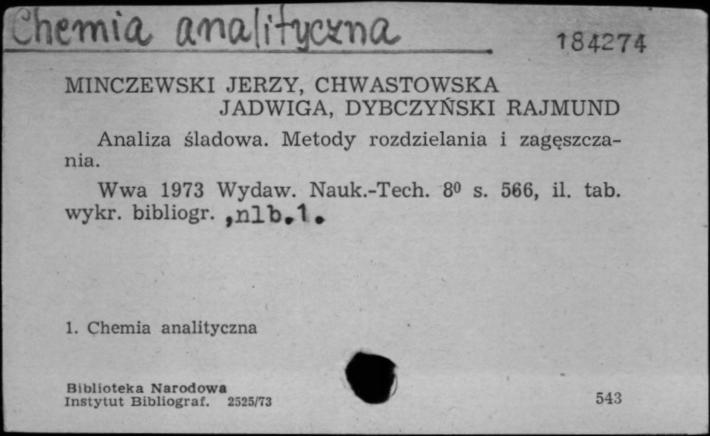 Chemia analityczna
184274
MINCZEWSKI JERZY, CHWASTOWSKA
JADWIGA, DYBCZYŃSKI RAJMUND
Analiza śladowa. Metody rozdzielania i zagęszcza-
nia.
Wwa 1973 Wydaw. Nauk.-Tech. 8⁰ s. 566, il. tab.
wykr. bibliogr. ,nlb.1.
1. Chemia analityczna
Biblioteka Narodowa
Instytut Bibliograf. 2525/73
543